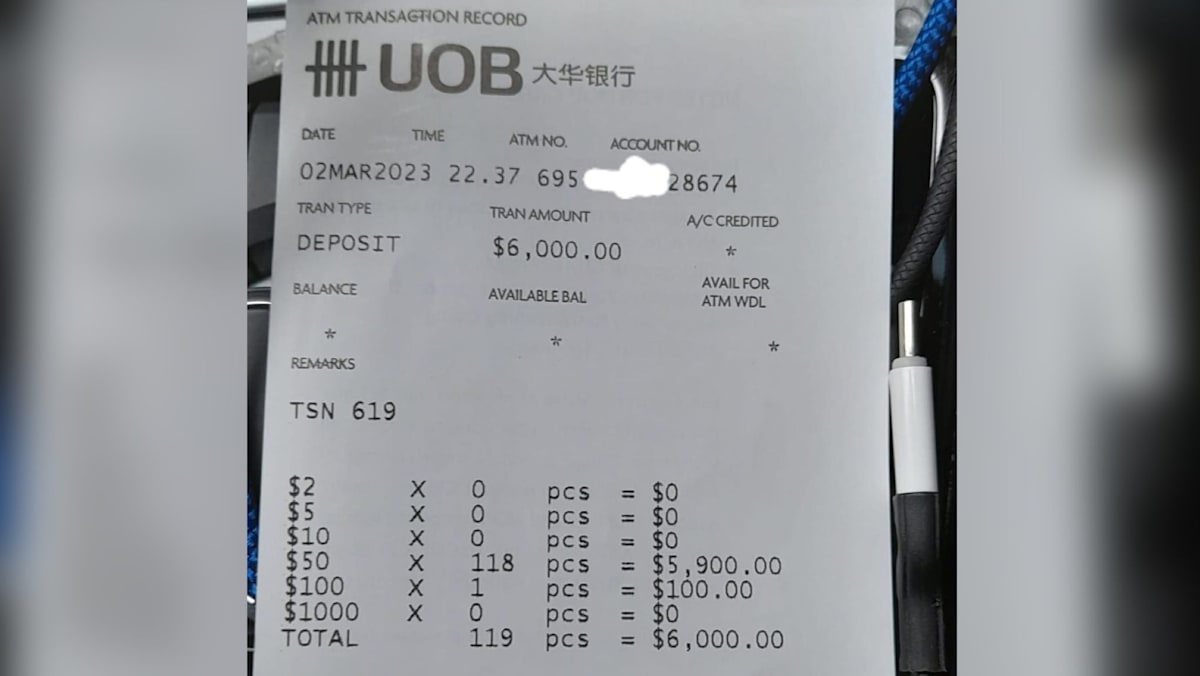 ATM TRANSACTION RECORD
UOB 大华银行
DATE TIME ATM NO. ACCOUNT NO.
02MAR2023 22.37 695 28674
TRAN TYPE TRAN AMOUNT A/C CREDITED
DEPOSIT $6,000.00 *
BALANCE AVAILABLE BAL AVAIL FOR
ATM WDL
* * *
REMARKS
TSN 619
$2 X 0 pcs = $0
$5 X 0 pcs = $0
$10 X 0 pcs = $0
$50 X 118 pcs = $5,900.00
$100 X 1 pcs = $100.00
$1000 X 0 pcs = $0
TOTAL 119 pcs = $6,000.00